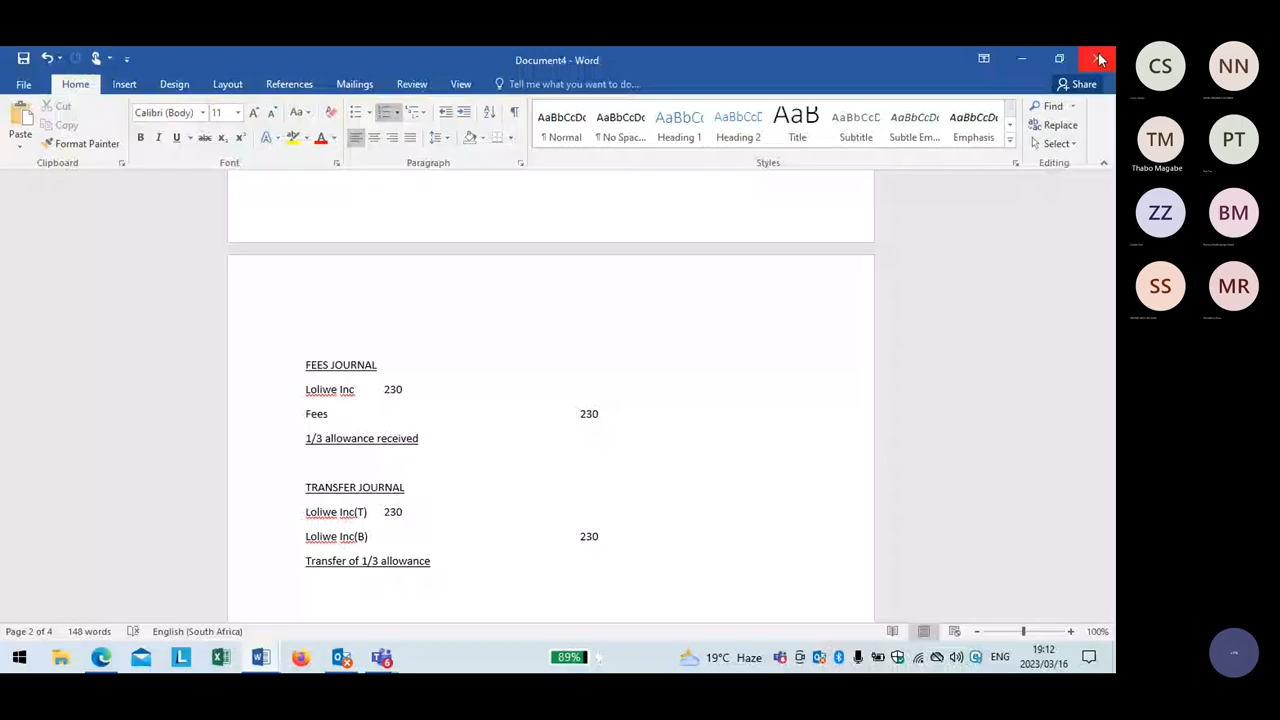 Document4 - Word
File Home Insert Design Layout References Mailings Review View Tell me what you want to do... Share
Paste
Cut
Copy
Format Painter
Clipboard
Calibri (Body) 11
Font
Paragraph
AaBbCcDc ¶ Normal
AaBbCcDc ¶ No Spac...
AaBbCc Heading 1
AaBbCcC Heading 2
AaB Title
AaBbCcD Subtitle
AaBbCcDc Subtle Em...
AaBbCcDc Emphasis
Styles
Find
Replace
Select
Editing
FEES JOURNAL
Loliwe Inc 230
Fees 230
1/3 allowance received
TRANSFER JOURNAL
Loliwe Inc(T) 230
Loliwe Inc(B) 230
Transfer of 1/3 allowance
Page 2 of 4 148 words English (South Africa) 100%
89% 19°C Haze ENG 19:12
2023/03/16
CS NN
TM PT
Thabo Magabe
ZZ BM
SS MR